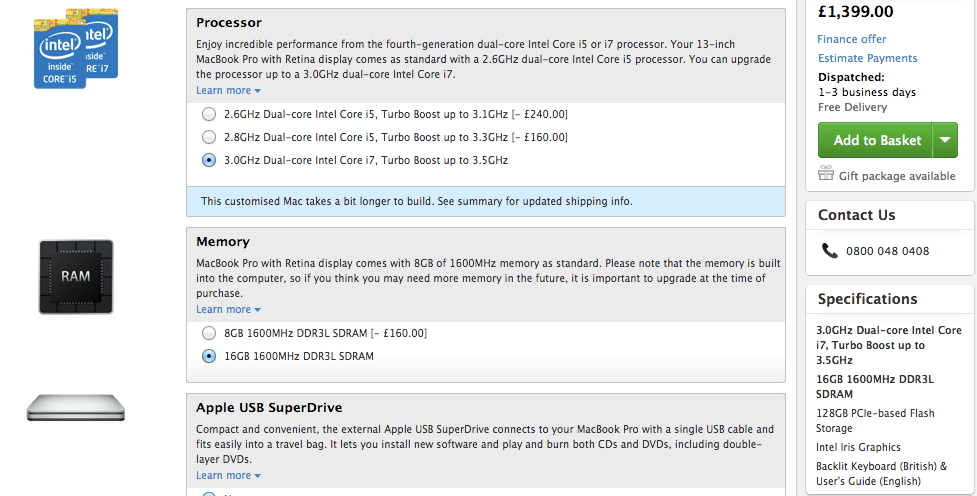 intel
inside
CORE i5
intel
inside
CORE i7
Processor
Enjoy incredible performance from the fourth-generation dual-core Intel Core i5 or i7 processor. Your 13-inch
MacBook Pro with Retina display comes as standard with a 2.6GHz dual-core Intel Core i5 processor. You can upgrade
the processor up to a 3.0GHz dual-core Intel Core i7.
Learn more
2.6GHz Dual-core Intel Core i5, Turbo Boost up to 3.1GHz [- £240.00]
2.8GHz Dual-core Intel Core i5, Turbo Boost up to 3.3GHz [- £160.00]
3.0GHz Dual-core Intel Core i7, Turbo Boost up to 3.5GHz
This customised Mac takes a bit longer to build. See summary for updated shipping info.
RAM
Memory
MacBook Pro with Retina display comes with 8GB of 1600MHz memory as standard. Please note that the memory is built
into the computer, so if you think you may need more memory in the future, it is important to upgrade at the time of
purchase.
Learn more
8GB 1600MHz DDR3L SDRAM [- £160.00]
16GB 1600MHz DDR3L SDRAM
Apple USB SuperDrive
Compact and convenient, the external Apple USB SuperDrive connects to your MacBook Pro with a single USB cable and
fits easily into a travel bag. It lets you install new software and play and burn both CDs and DVDs, including double-
layer DVDs.
Learn more
£1,399.00
Finance offer
Estimate Payments
Dispatched:
1-3 business days
Free Delivery
Add to Basket
Gift package available
Contact Us
0800 048 0408
Specifications
3.0GHz Dual-core Intel Core
i7, Turbo Boost up to
3.5GHz
16GB 1600MHz DDR3L
SDRAM
128GB PCIe-based Flash
Storage
Intel Iris Graphics
Backlit Keyboard (British) &
User's Guide (English)